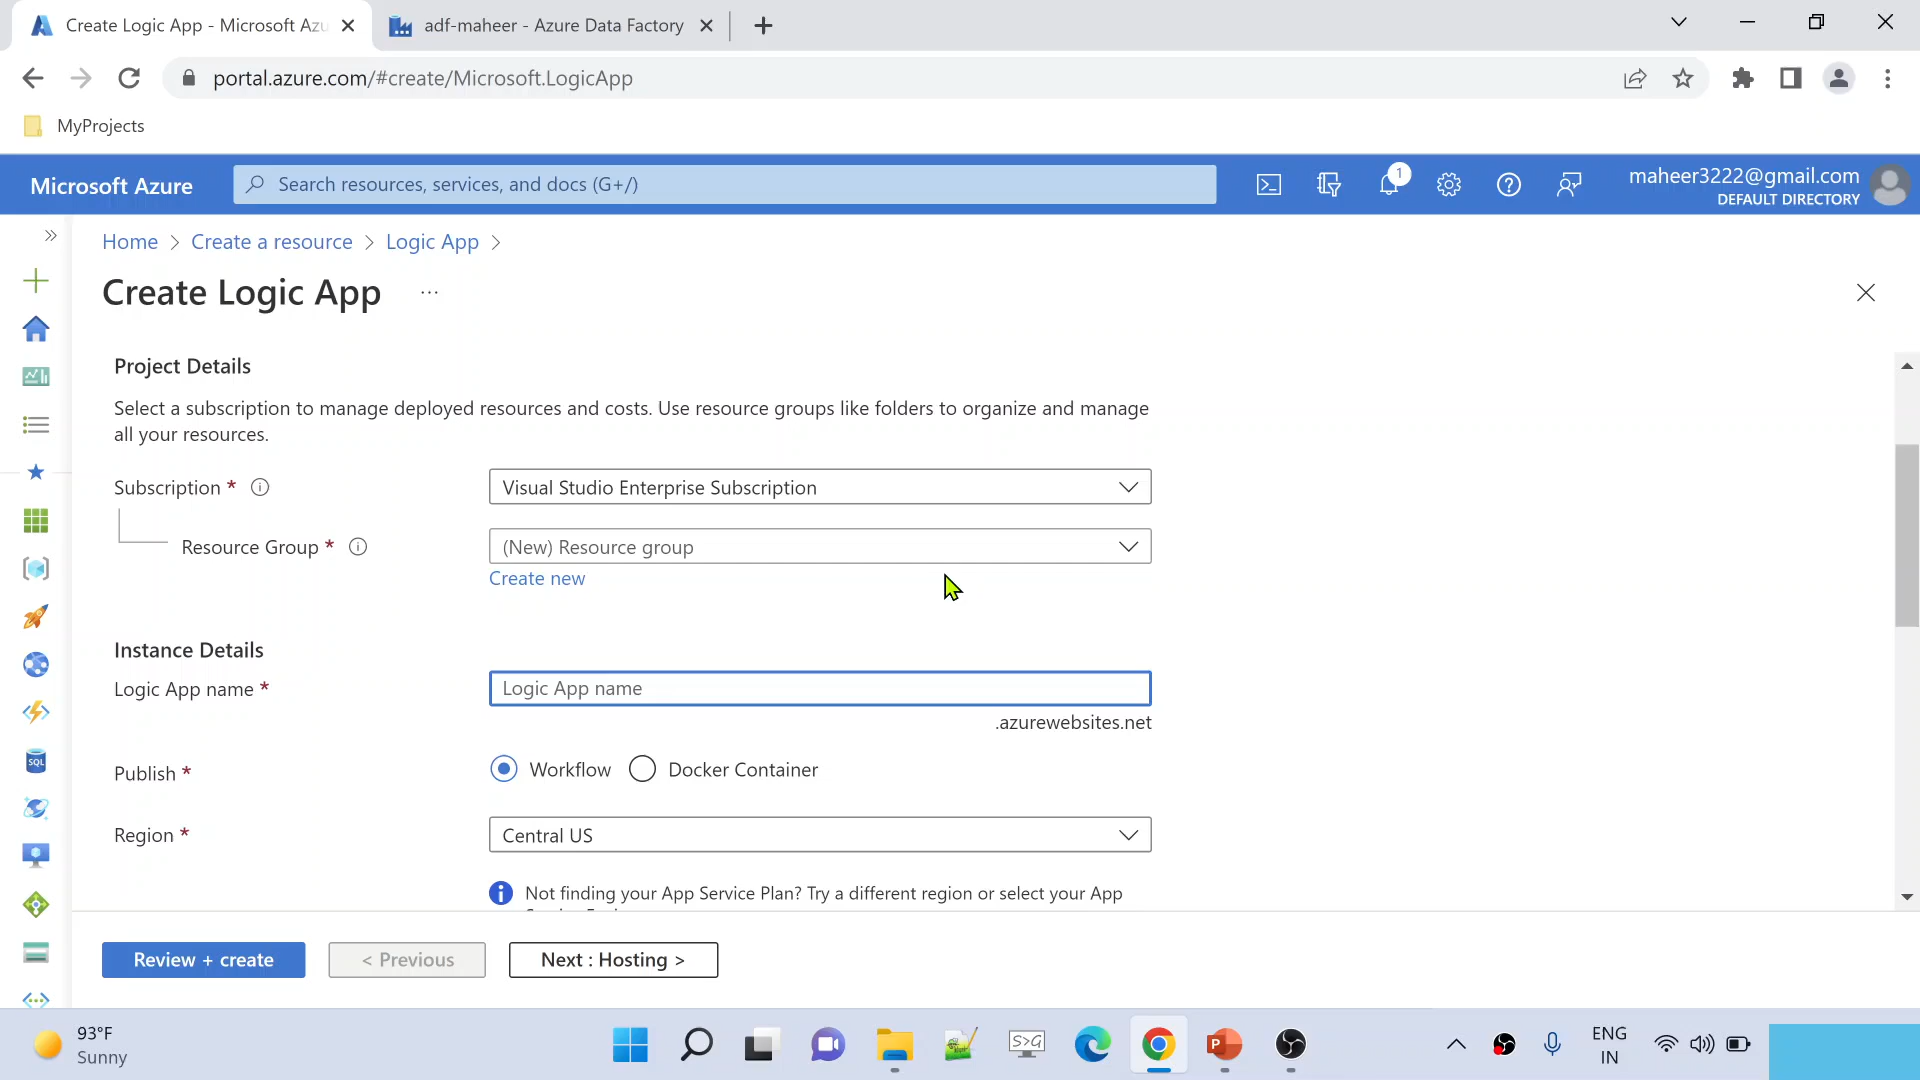 Create Logic App - Microsoft Azu
adf-maheer - Azure Data Factory
portal.azure.com/#create/Microsoft.LogicApp
MyProjects
Microsoft Azure
Search resources, services, and docs (G+/)
1
maheer3222@gmail.com
DEFAULT DIRECTORY
Home > Create a resource > Logic App >
Create Logic App ...
Project Details
Select a subscription to manage deployed resources and costs. Use resource groups like folders to organize and manage
all your resources.
Subscription *
Visual Studio Enterprise Subscription
Resource Group *
(New) Resource group
Create new
Instance Details
Logic App name *
Logic App name
.azurewebsites.net
Publish *
Workflow
Docker Container
Region *
Central US
Not finding your App Service Plan? Try a different region or select your App
Review + create
< Previous
Next : Hosting >
SQL
93°F
Sunny
S>G
P
ENG
IN